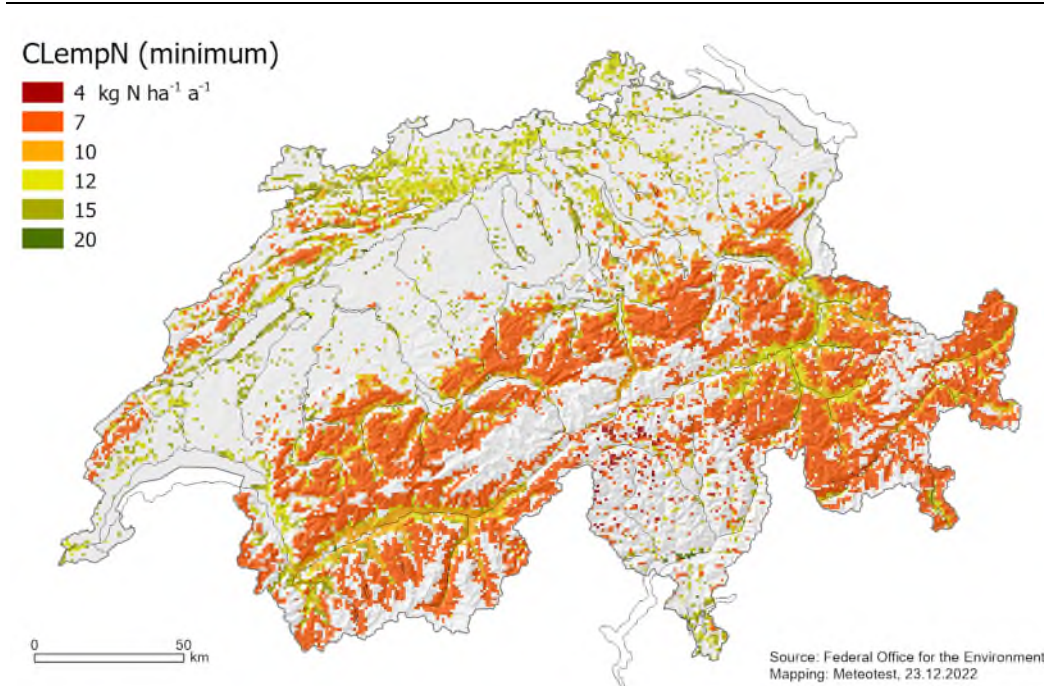 CLempN (minimum)
4 kg N ha⁻¹ a⁻¹
7
10
12
15
20
0 50
km
Source: Federal Office for the Environment
Mapping: Meteotest, 23.12.2022